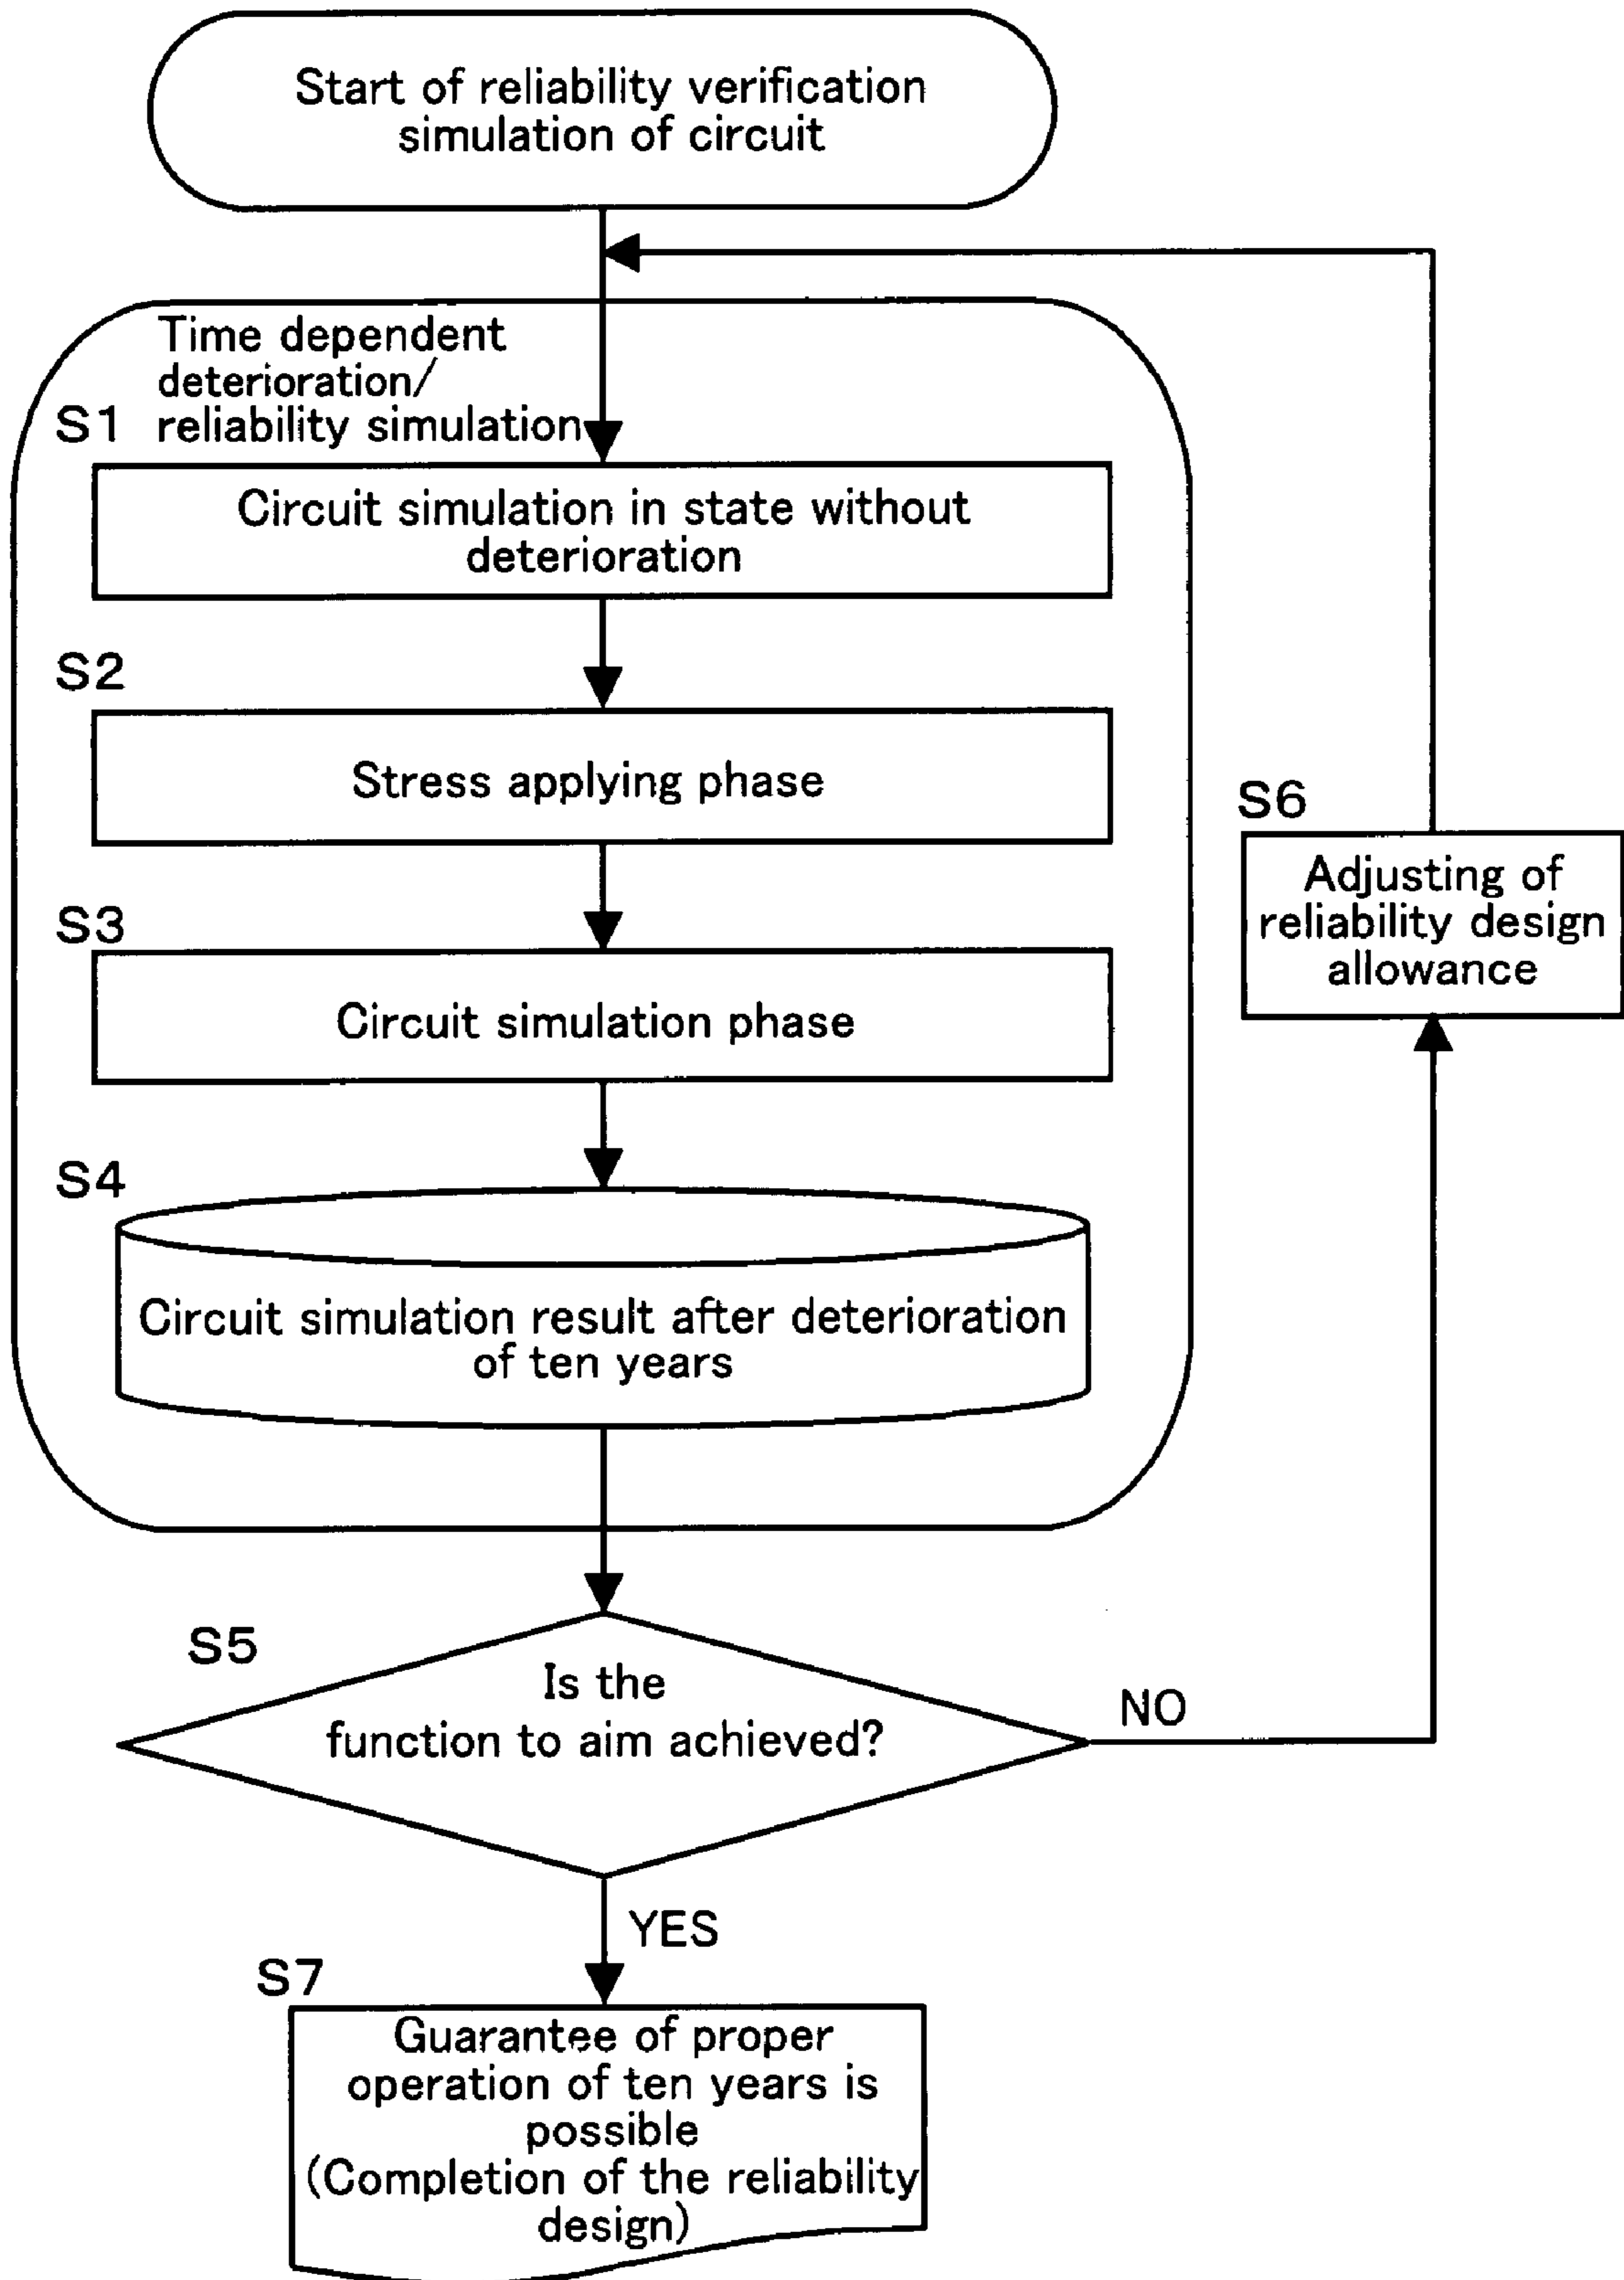 Start of reliability verification
simulation of circuit
Time dependent
deterioration/
S1 reliability simulation
Circuit simulation in state without
deterioration
S2
Stress applying phase
S3
Circuit simulation phase
S6
Adjusting of
reliability design
allowance
S4
Circuit simulation result after deterioration
of ten years
S5
Is the
function to aim achieved?
NO
YES
S7
Guarantee of proper
operation of ten years is
possible
(Completion of the reliability
design)